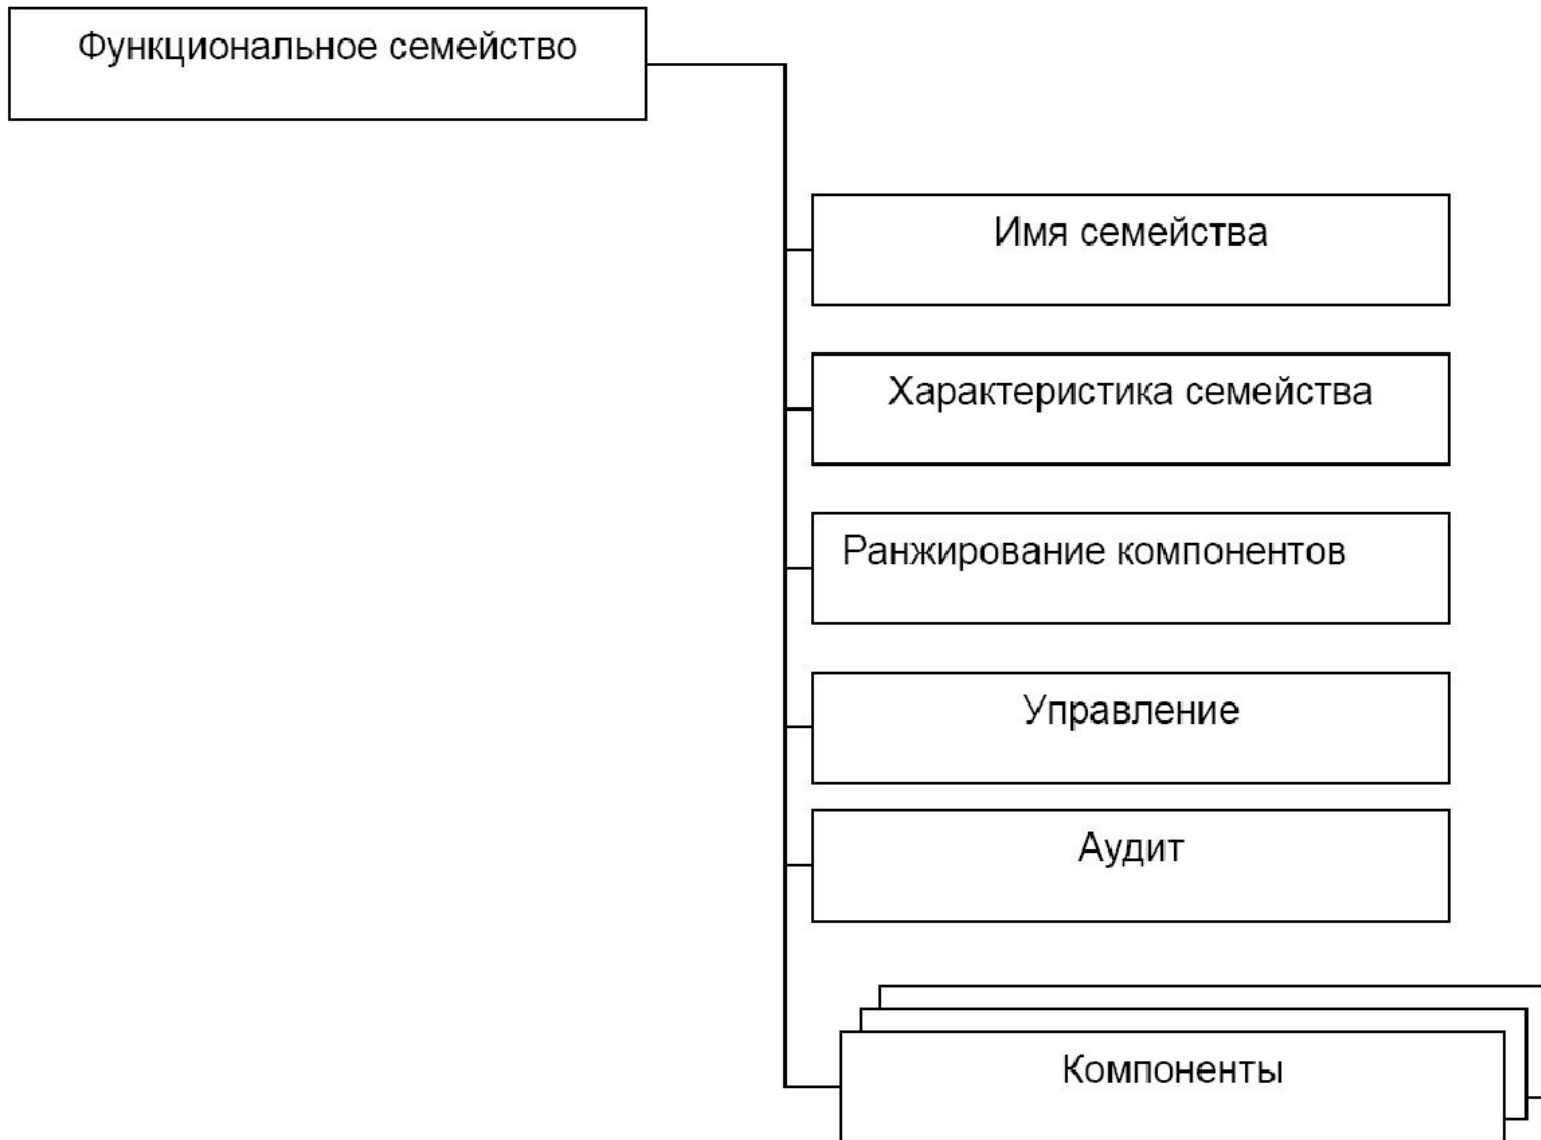 Функциональное семейство
Имя семейства
Характеристика семейства
Ранжирование компонентов
Управление
Аудит
Компоненты